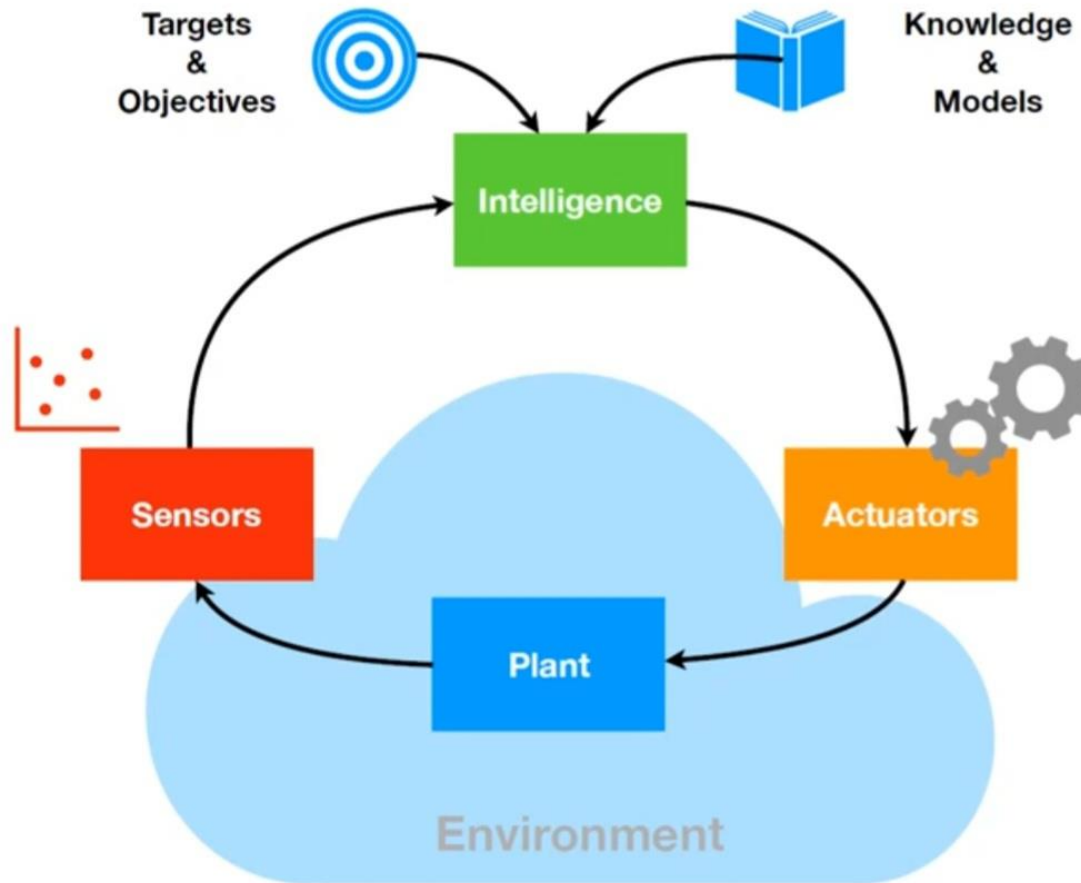 Targets
&
Objectives
Knowledge
&
Models
Intelligence
Sensors
Actuators
Plant
Environment